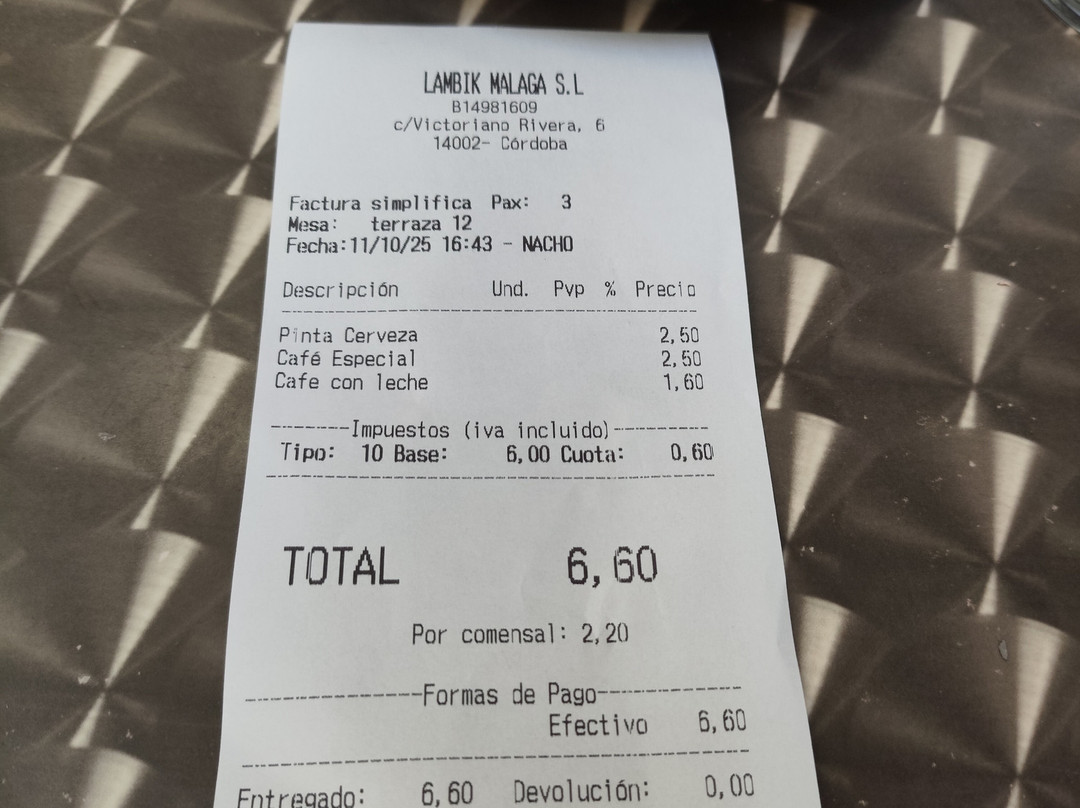 LAMBIK MALAGA S.L
B14981609
c/Victoriano Rivera, 6
14002- Córdoba
Factura simplifica Pax: 3
Mesa: terraza 12
Fecha:11/10/25 16:43 - NACHO
Descripción Und. Pvp % Precio
Pinta Cerveza 2,50
Café Especial 2,50
Cafe con leche 1,60
Impuestos (iva incluido)
Tipo: 10 Base: 6,00 Cuota: 0,60
TOTAL 6,60
Por comensal: 2,20
Formas de Pago
Efectivo 6,60
Entregado: 6,60 Devolución: 0,00